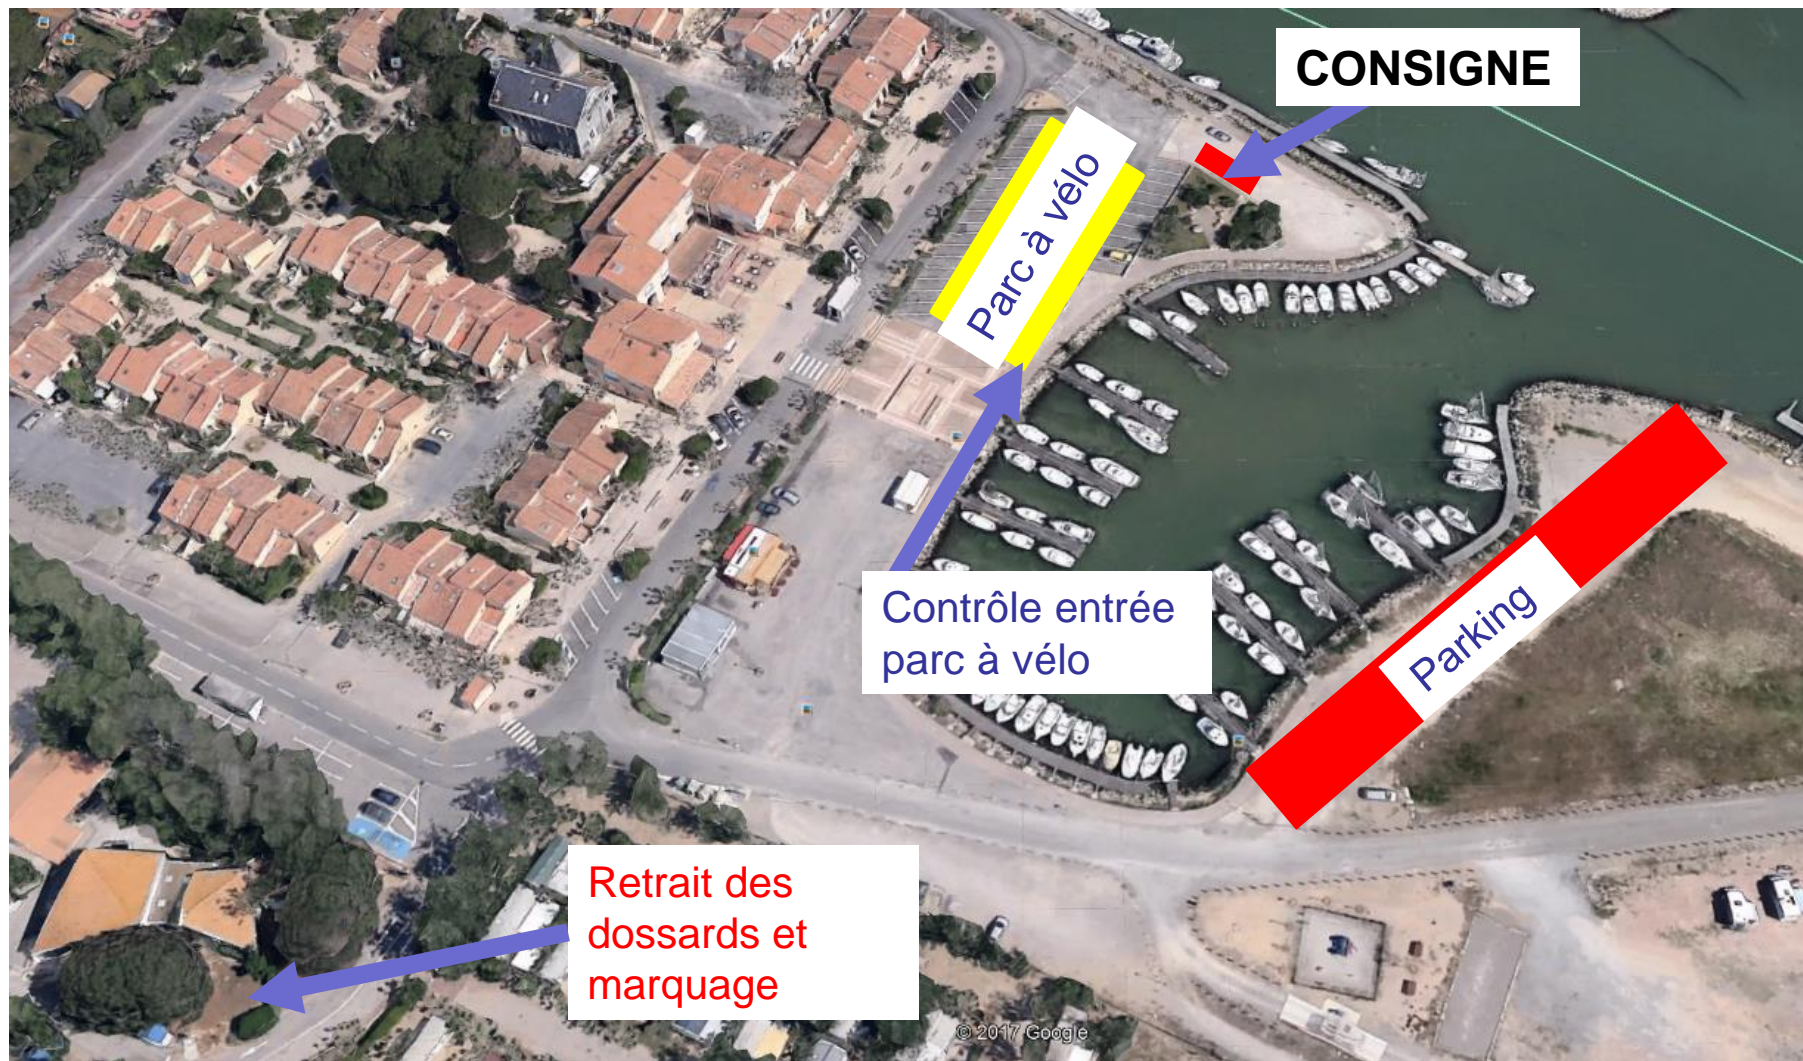 CONSIGNE
Parc à vélo
Contrôle entrée
parc à vélo
Parking
Retrait des
dossards et
marquage
© 2017 Google